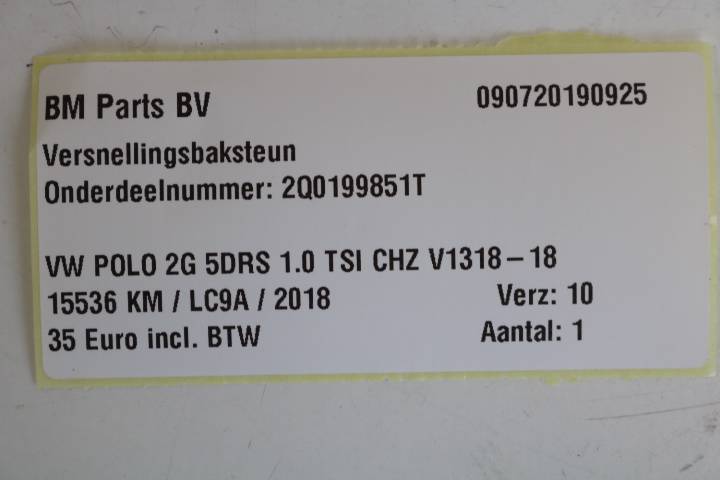 BM Parts BV 090720190925
Versnellingsbaksteun
Onderdeelnummer: 2Q0199851T
VW POLO 2G 5DRS 1.0 TSI CHZ V1318-18
15536 KM / LC9A / 2018 Verz: 10
35 Euro incl. BTW Aantal: 1